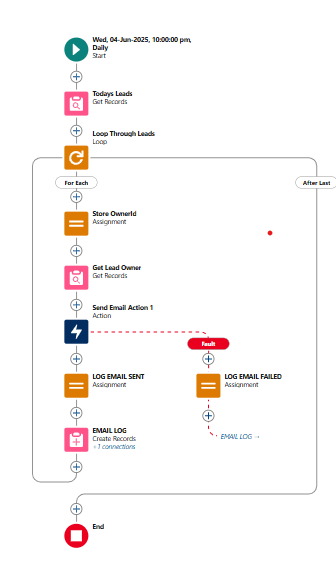 Wed, 04-Jun-2025, 10:00:00 pm,
Daily
Start
Todays Leads
Get Records
Loop Through Leads
Loop
For Each
After Last
Store OwnerId
Assignment
Get Lead Owner
Get Records
Send Email Action 1
Action
Fault
LOG EMAIL SENT
Assignment
LOG EMAIL FAILED
Assignment
EMAIL LOG
Create Records
+1 connections
EMAIL LOG →
End